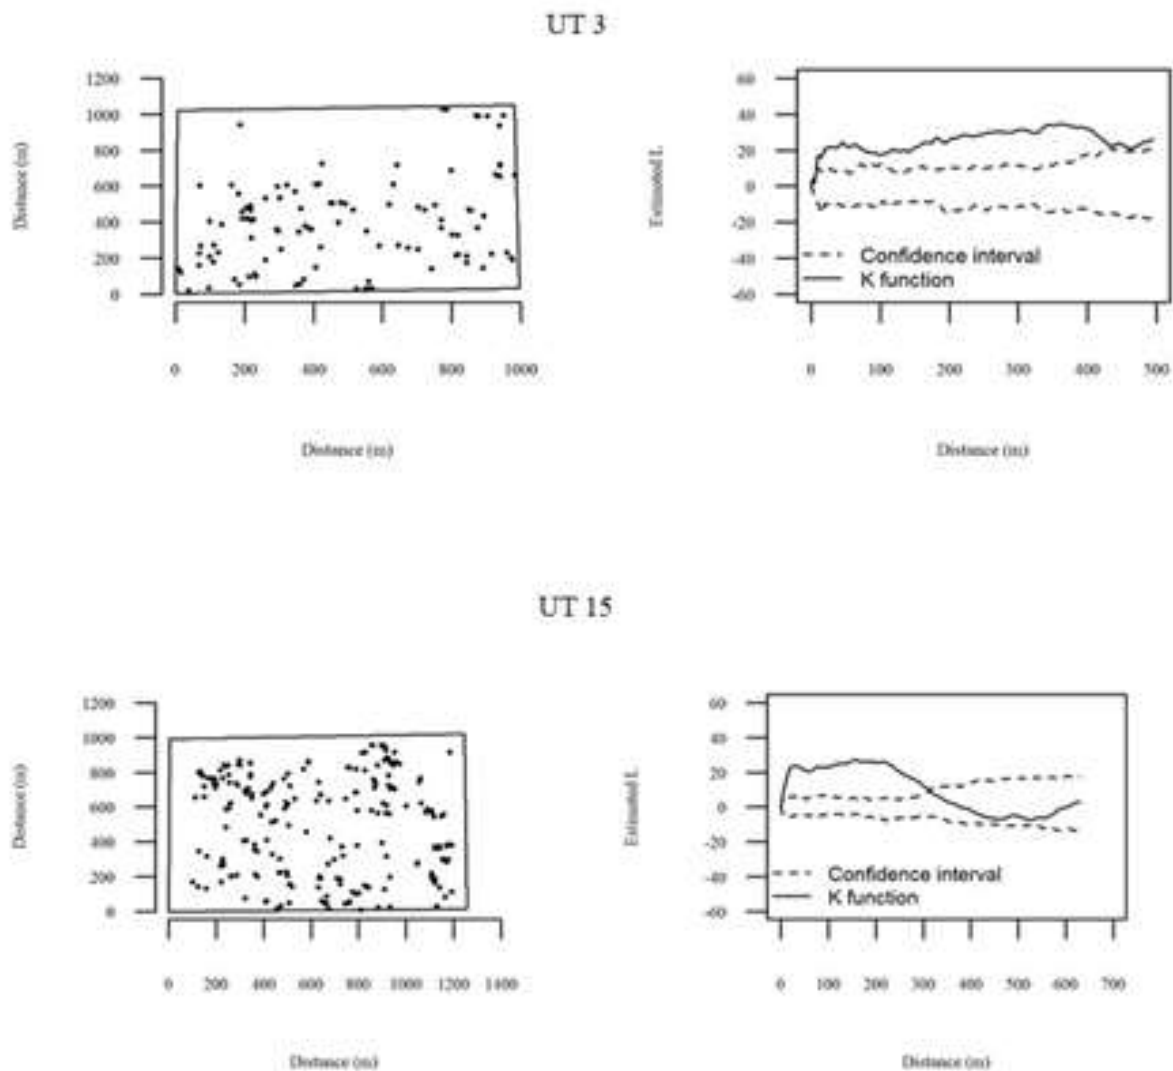 UT 3
Distance (m)
1200
1000
800
600
400
200
0
0 200 400 600 800 1000
Distance (m)
Estimated L
60
40
20
0
-20
-40
-60
Confidence interval
K function
0 100 200 300 400 500
Distance (m)
UT 15
Distance (m)
1200
1000
800
600
400
200
0
0 200 400 600 800 1000 1200 1400
Distance (m)
Estimated L
60
40
20
0
-20
-40
-60
Confidence interval
K function
0 100 200 300 400 500 600 700
Distance (m)